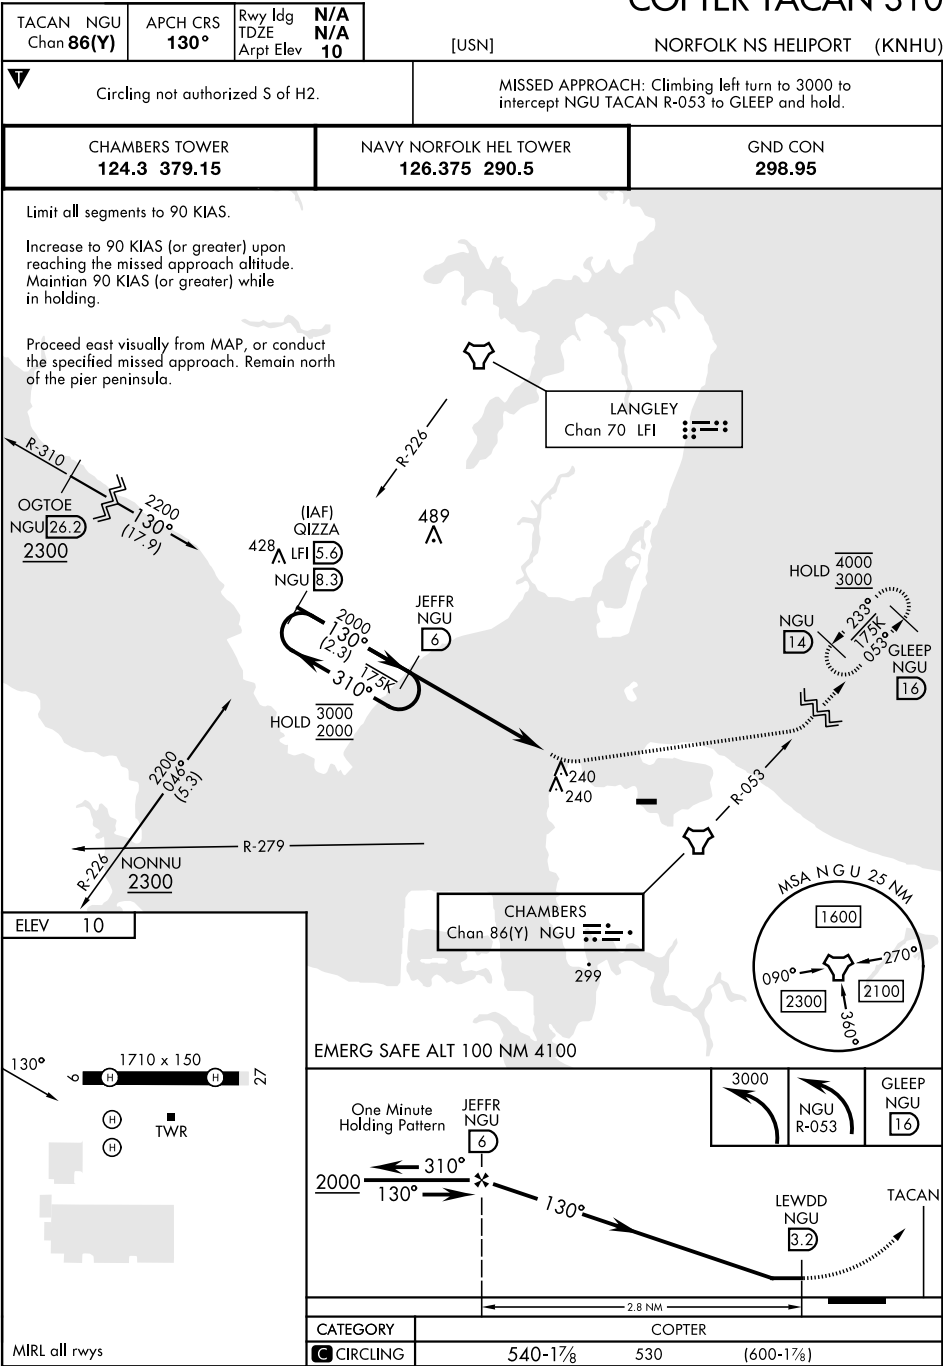 COPTER TACAN 310
TACAN NGU
Chan 86(Y)
APCH CRS
130°
Rwy ldg N/A
TDZE N/A
Arpt Elev 10
[USN]
NORFOLK NS HELIPORT (KNHU)
T
Circling not authorized S of H2.
MISSED APPROACH: Climbing left turn to 3000 to
intercept NGU TACAN R-053 to GLEEP and hold.
CHAMBERS TOWER
124.3 379.15
NAVY NORFOLK HEL TOWER
126.375 290.5
GND CON
298.95
Limit all segments to 90 KIAS.
Increase to 90 KIAS (or greater) upon
reaching the missed approach altitude.
Maintian 90 KIAS (or greater) while
in holding.
Proceed east visually from MAP, or conduct
the specified missed approach. Remain north
of the pier peninsula.
LANGLEY
Chan 70 LFI
R-226
R-310
OGTOE
NGU 26.2
2300
2200
130°
(17.9)
(IAF)
QIZZA
LFI 5.6
NGU 8.3
428
489
JEFFR
NGU
6
2000
130°
(2.3)
175K
310°
HOLD 3000
2000
HOLD 4000
3000
NGU
14
233°
175K
053°
GLEEP
NGU
16
240
240
R-053
2200
046°
(5.3)
R-279
R-226
NONNU
2300
CHAMBERS
Chan 86(Y) NGU
299
MSA NGU 25 NM
1600
090°
270°
2300
2100
360°
EMERG SAFE ALT 100 NM 4100
ELEV 10
130°
1710 x 150
6
H
H
27
H
H
TWR
MIRL all rwys
One Minute
Holding Pattern
JEFFR
NGU
6
3000
NGU
R-053
GLEEP
NGU
16
2000
310°
130°
130°
LEWDD
NGU
3.2
TACAN
2.8 NM
CATEGORY
COPTER
C CIRCLING
540-1⅞ 530 (600-1⅞)